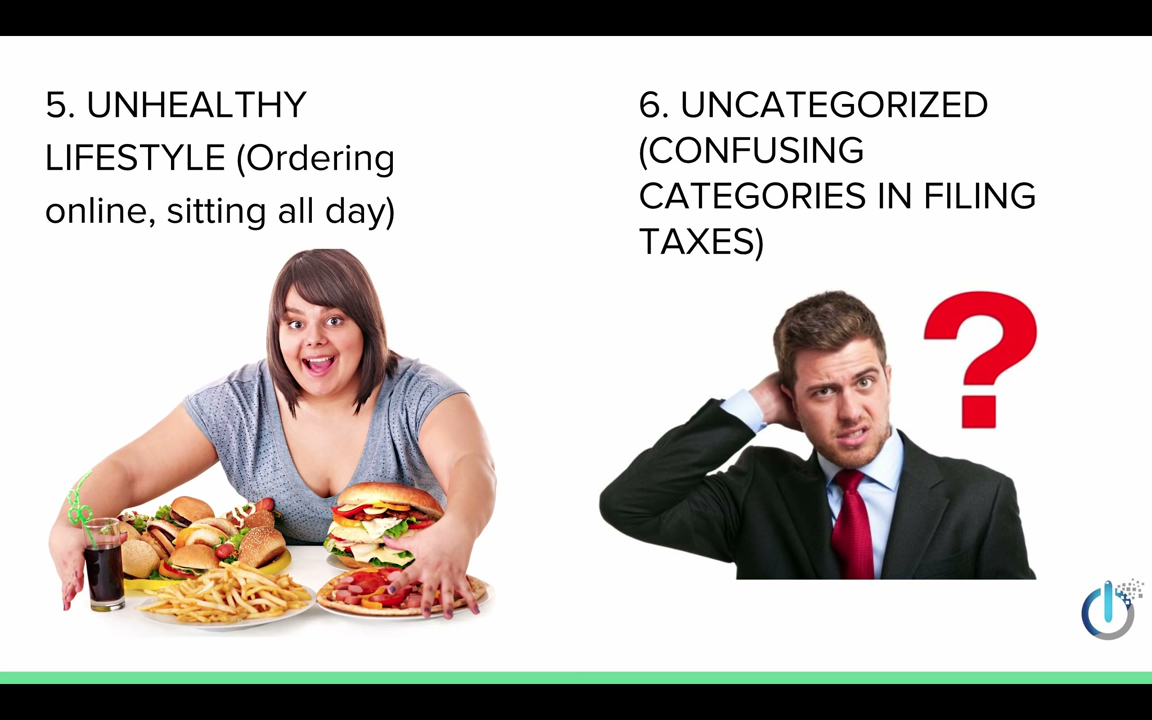 5. UNHEALTHY
LIFESTYLE (Ordering
online, sitting all day)
6. UNCATEGORIZED
(CONFUSING
CATEGORIES IN FILING
TAXES)
?